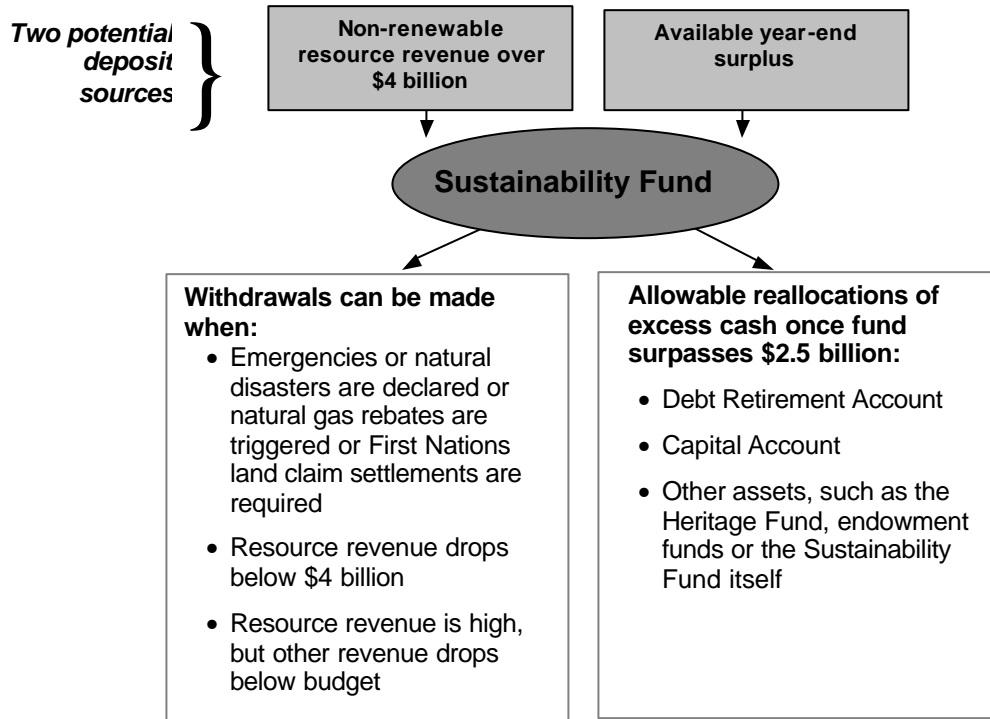 Two potential
deposit
sources
Non-renewable
resource revenue over
$4 billion
Available year-end
surplus
Sustainability Fund
Withdrawals can be made
when:
• Emergencies or natural
disasters are declared or
natural gas rebates are
triggered or First Nations
land claim settlements are
required
• Resource revenue drops
below $4 billion
• Resource revenue is high,
but other revenue drops
below budget
Allowable reallocations of
excess cash once fund
surpasses $2.5 billion:
• Debt Retirement Account
• Capital Account
• Other assets, such as the
Heritage Fund, endowment
funds or the Sustainability
Fund itself